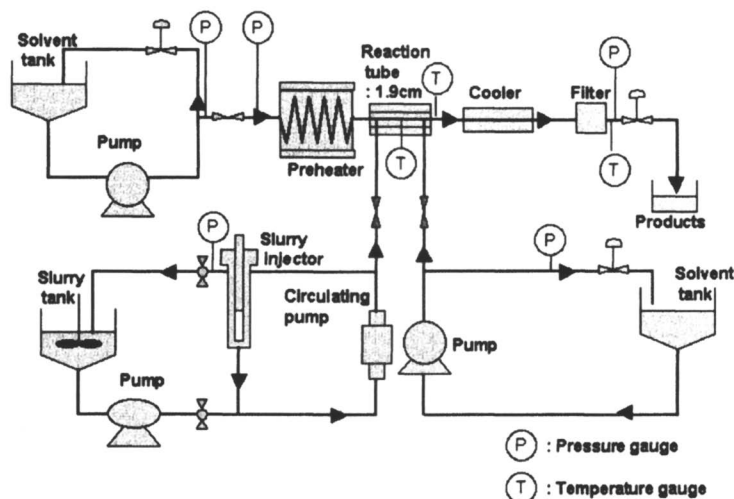 Solvent
tank
P
P
Reaction
tube
: 1.9cm
T
Cooler
Filter
P
Pump
Preheater
T
T
Products
P
Slurry
injector
P
Solvent
tank
Slurry
tank
Circulating
pump
Pump
Pump
P : Pressure gauge
T : Temperature gauge